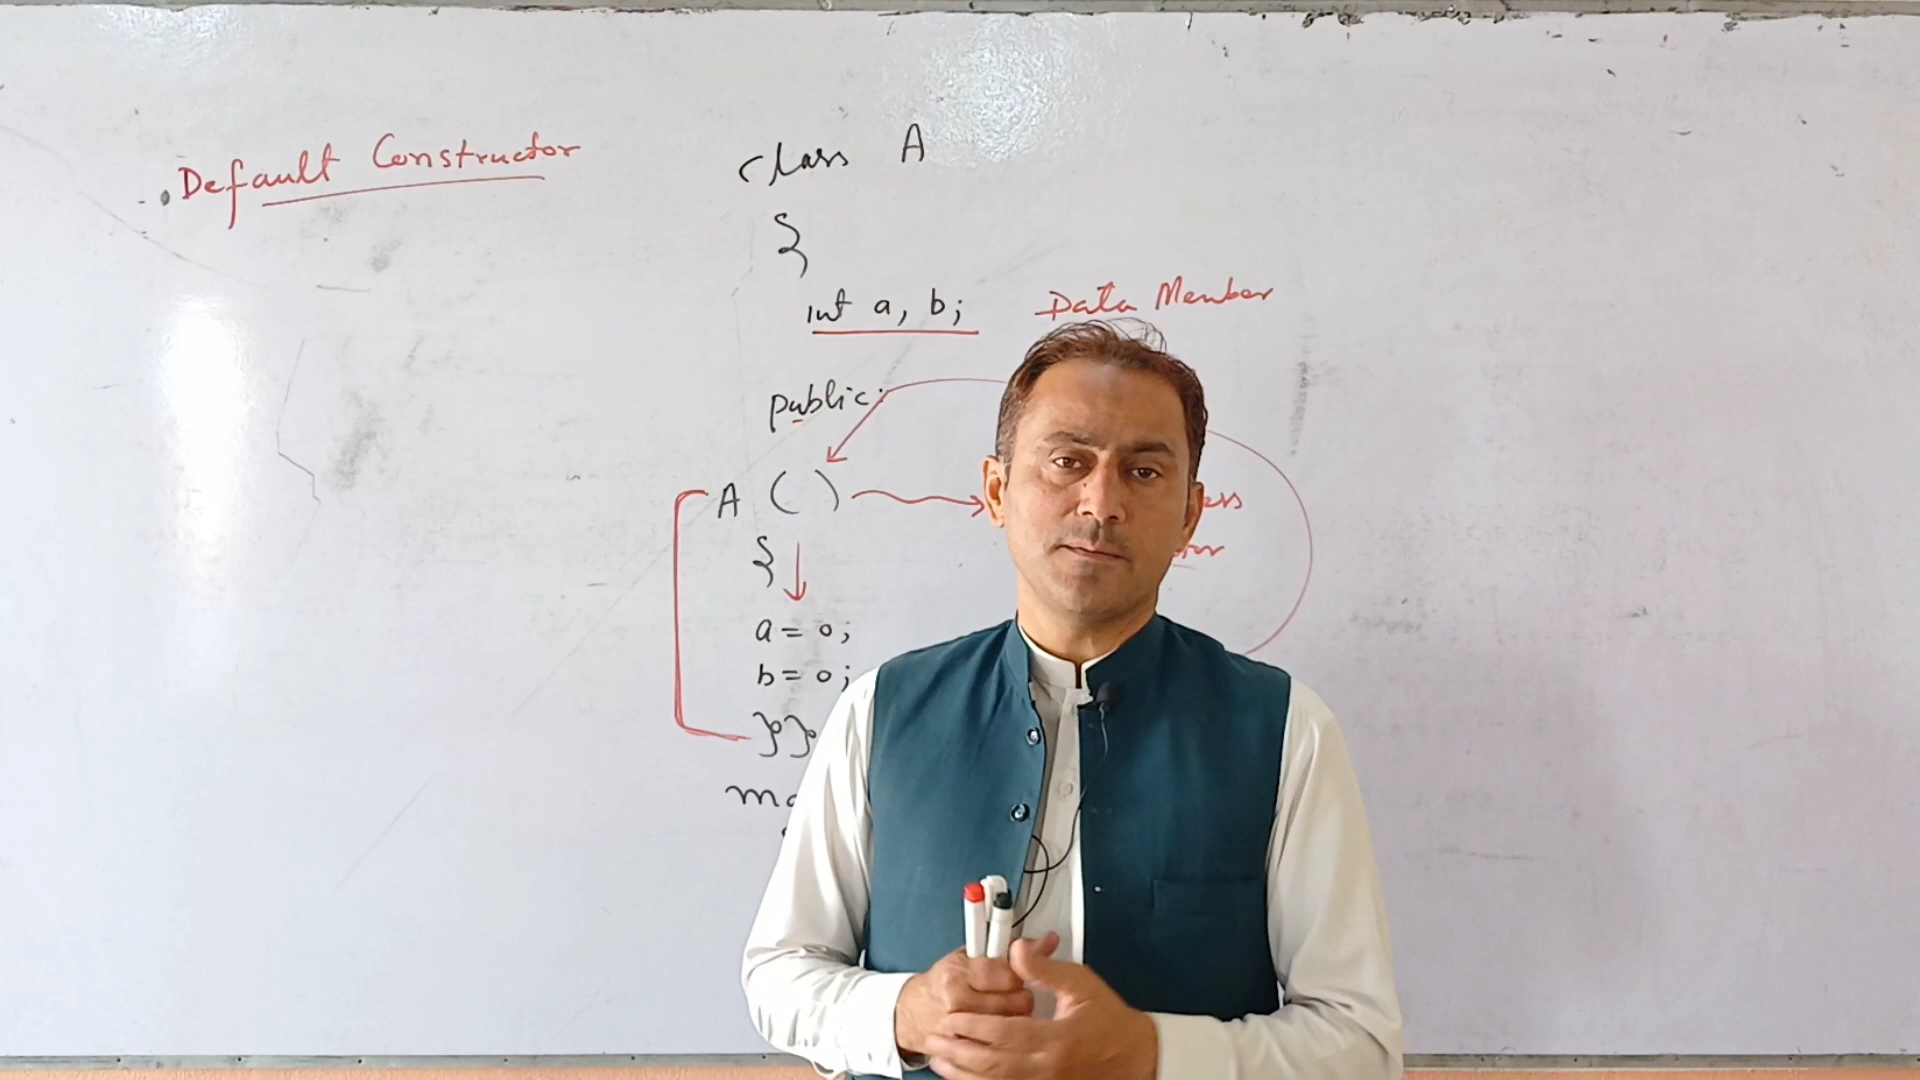 Default Constructor
class A
{
int a, b;
Data Member
public:
A ( )
{
a = 0;
b = 0;
}}